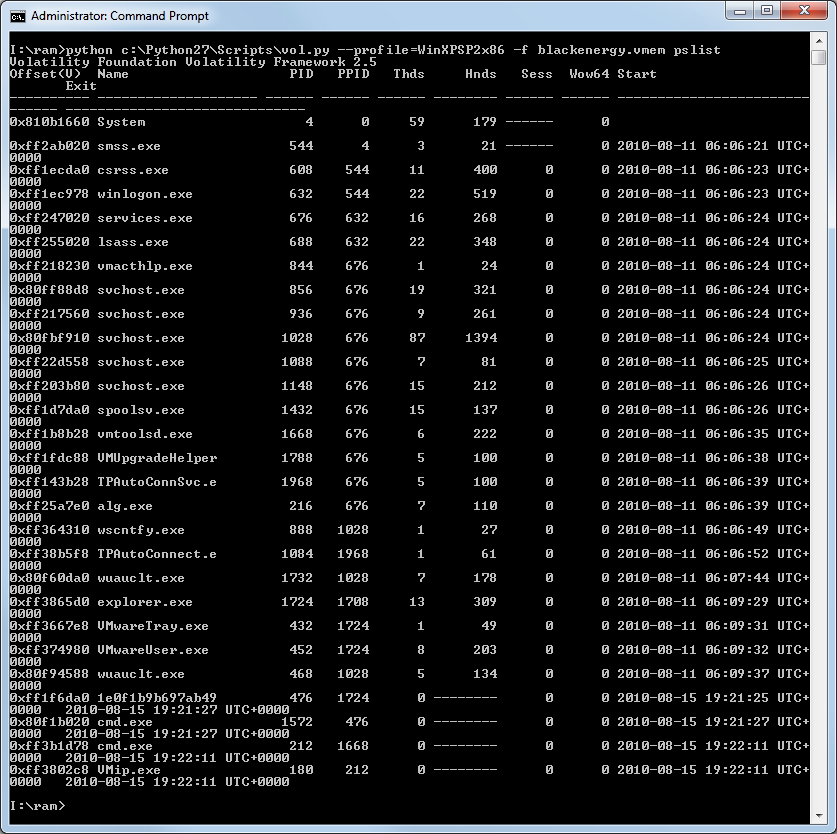 Administrator: Command Prompt
I:\ram>python c:\Python27\Scripts\vol.py --profile=WinXPSP2x86 -f blackenergy.vmem pslist
Volatility Foundation Volatility Framework 2.5
Offset(V)  Name                    PID   PPID   Thds     Hnds   Sess  Wow64 Start
       Exit
---------- -------------------- ------ ------ ------ -------- ------ ------ ------------------------
------ ------------------------------
0x810b1660 System                    4      0     59      179 ------      0
0xff2ab020 smss.exe                544      4      3       21 ------      0 2010-08-11 06:06:21 UTC+
0000
0xff1ecda0 csrss.exe               608    544     11      400      0      0 2010-08-11 06:06:23 UTC+
0000
0xff1ec978 winlogon.exe            632    544     22      519      0      0 2010-08-11 06:06:23 UTC+
0000
0xff247020 services.exe            676    632     16      268      0      0 2010-08-11 06:06:24 UTC+
0000
0xff255020 lsass.exe               688    632     22      348      0      0 2010-08-11 06:06:24 UTC+
0000
0xff218230 vmacthlp.exe            844    676      1       24      0      0 2010-08-11 06:06:24 UTC+
0000
0x80ff88d8 svchost.exe             856    676     19      321      0      0 2010-08-11 06:06:24 UTC+
0000
0xff217560 svchost.exe             936    676      9      261      0      0 2010-08-11 06:06:24 UTC+
0000
0x80fbf910 svchost.exe            1028    676     87     1394      0      0 2010-08-11 06:06:24 UTC+
0000
0xff22d558 svchost.exe            1088    676      7       81      0      0 2010-08-11 06:06:25 UTC+
0000
0xff203b80 svchost.exe            1148    676     15      212      0      0 2010-08-11 06:06:26 UTC+
0000
0xff1d7da0 spoolsv.exe            1432    676     15      137      0      0 2010-08-11 06:06:26 UTC+
0000
0xff1b8b28 vmtoolsd.exe           1668    676      6      222      0      0 2010-08-11 06:06:35 UTC+
0000
0xff1fdc88 VMUpgradeHelper        1788    676      5      100      0      0 2010-08-11 06:06:38 UTC+
0000
0xff143b28 TPAutoConnSvc.e        1968    676      5      100      0      0 2010-08-11 06:06:39 UTC+
0000
0xff25a7e0 alg.exe                 216    676      7      110      0      0 2010-08-11 06:06:39 UTC+
0000
0xff364310 wscntfy.exe             888   1028      1       27      0      0 2010-08-11 06:06:49 UTC+
0000
0xff38b5f8 TPAutoConnect.e        1084   1968      1       61      0      0 2010-08-11 06:06:52 UTC+
0000
0x80f60da0 wuauclt.exe            1732   1028      7      178      0      0 2010-08-11 06:07:44 UTC+
0000
0xff3865d0 explorer.exe           1724   1708     13      309      0      0 2010-08-11 06:09:29 UTC+
0000
0xff3667e8 VMwareTray.exe          432   1724      1       49      0      0 2010-08-11 06:09:31 UTC+
0000
0xff374980 VMwareUser.exe          452   1724      8      203      0      0 2010-08-11 06:09:32 UTC+
0000
0x80f94588 wuauclt.exe             468   1028      5      134      0      0 2010-08-11 06:09:37 UTC+
0000
0xff1f6da0 1e0f1b9b697ab49         476   1724      0 --------      0      0 2010-08-15 19:21:25 UTC+
0000   2010-08-15 19:21:27 UTC+0000
0x80f1b020 cmd.exe                1572    476      0 --------      0      0 2010-08-15 19:21:27 UTC+
0000   2010-08-15 19:21:27 UTC+0000
0xff3b1d78 cmd.exe                 212   1668      0 --------      0      0 2010-08-15 19:22:11 UTC+
0000   2010-08-15 19:22:11 UTC+0000
0xff3802c8 VMip.exe                180    212      0 --------      0      0 2010-08-15 19:22:11 UTC+
0000   2010-08-15 19:22:11 UTC+0000
I:\ram>